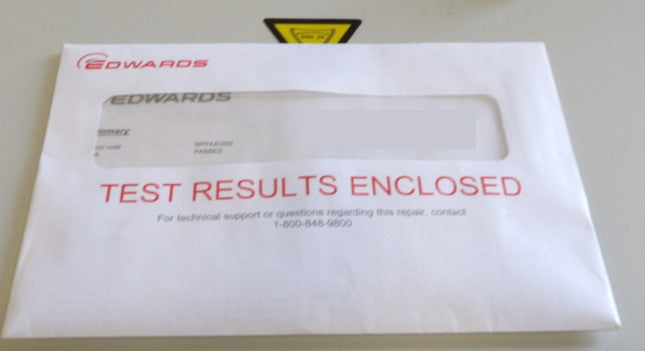 EDWARDS
EDWARDS
mmary
code
PASSED
TEST RESULTS ENCLOSED
For technical support or questions regarding this repair, contact
1-800-848-9800